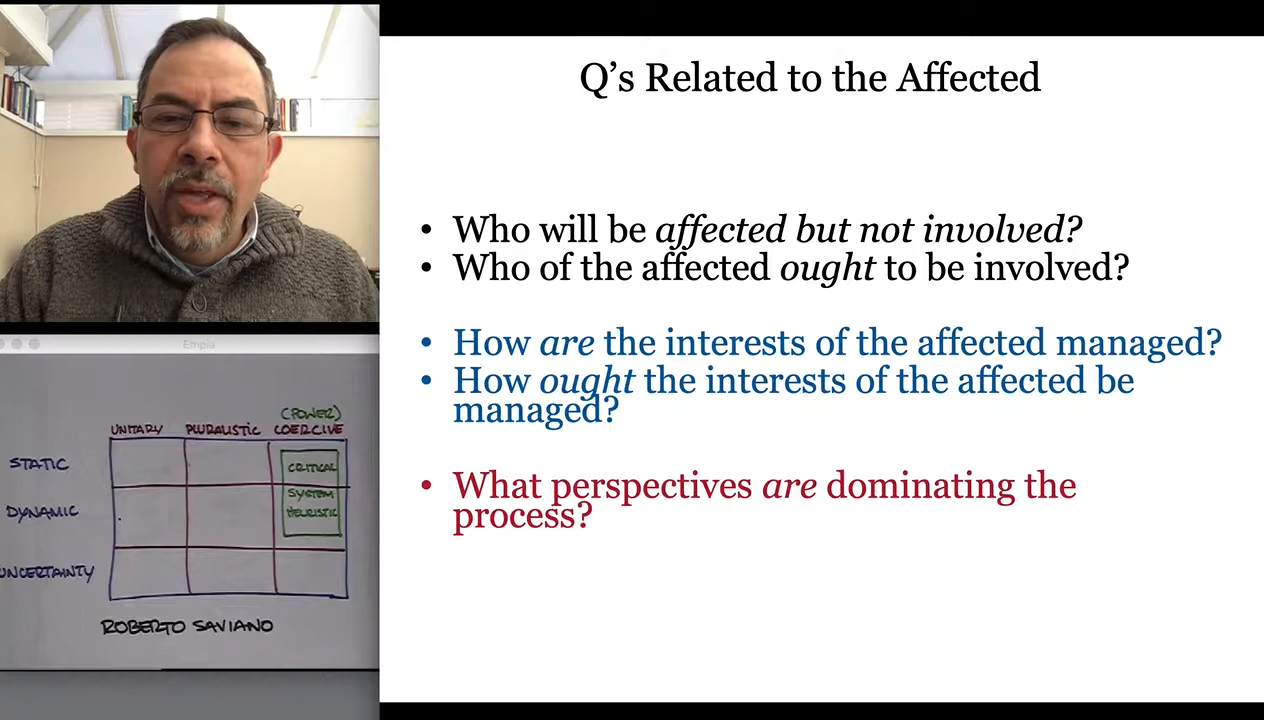 Q's Related to the Affected
• Who will be affected but not involved?
• Who of the affected ought to be involved?
• How are the interests of the affected managed?
• How ought the interests of the affected be
managed?
• What perspectives are dominating the
process?
Empia
(POWER)
UNITARY PLURALISTIC COERCIVE
STATIC
CRITICAL
SYSTEM
DYNAMIC
HEURISTIC
UNCERTAINTY
ROBERTO SAVIANO